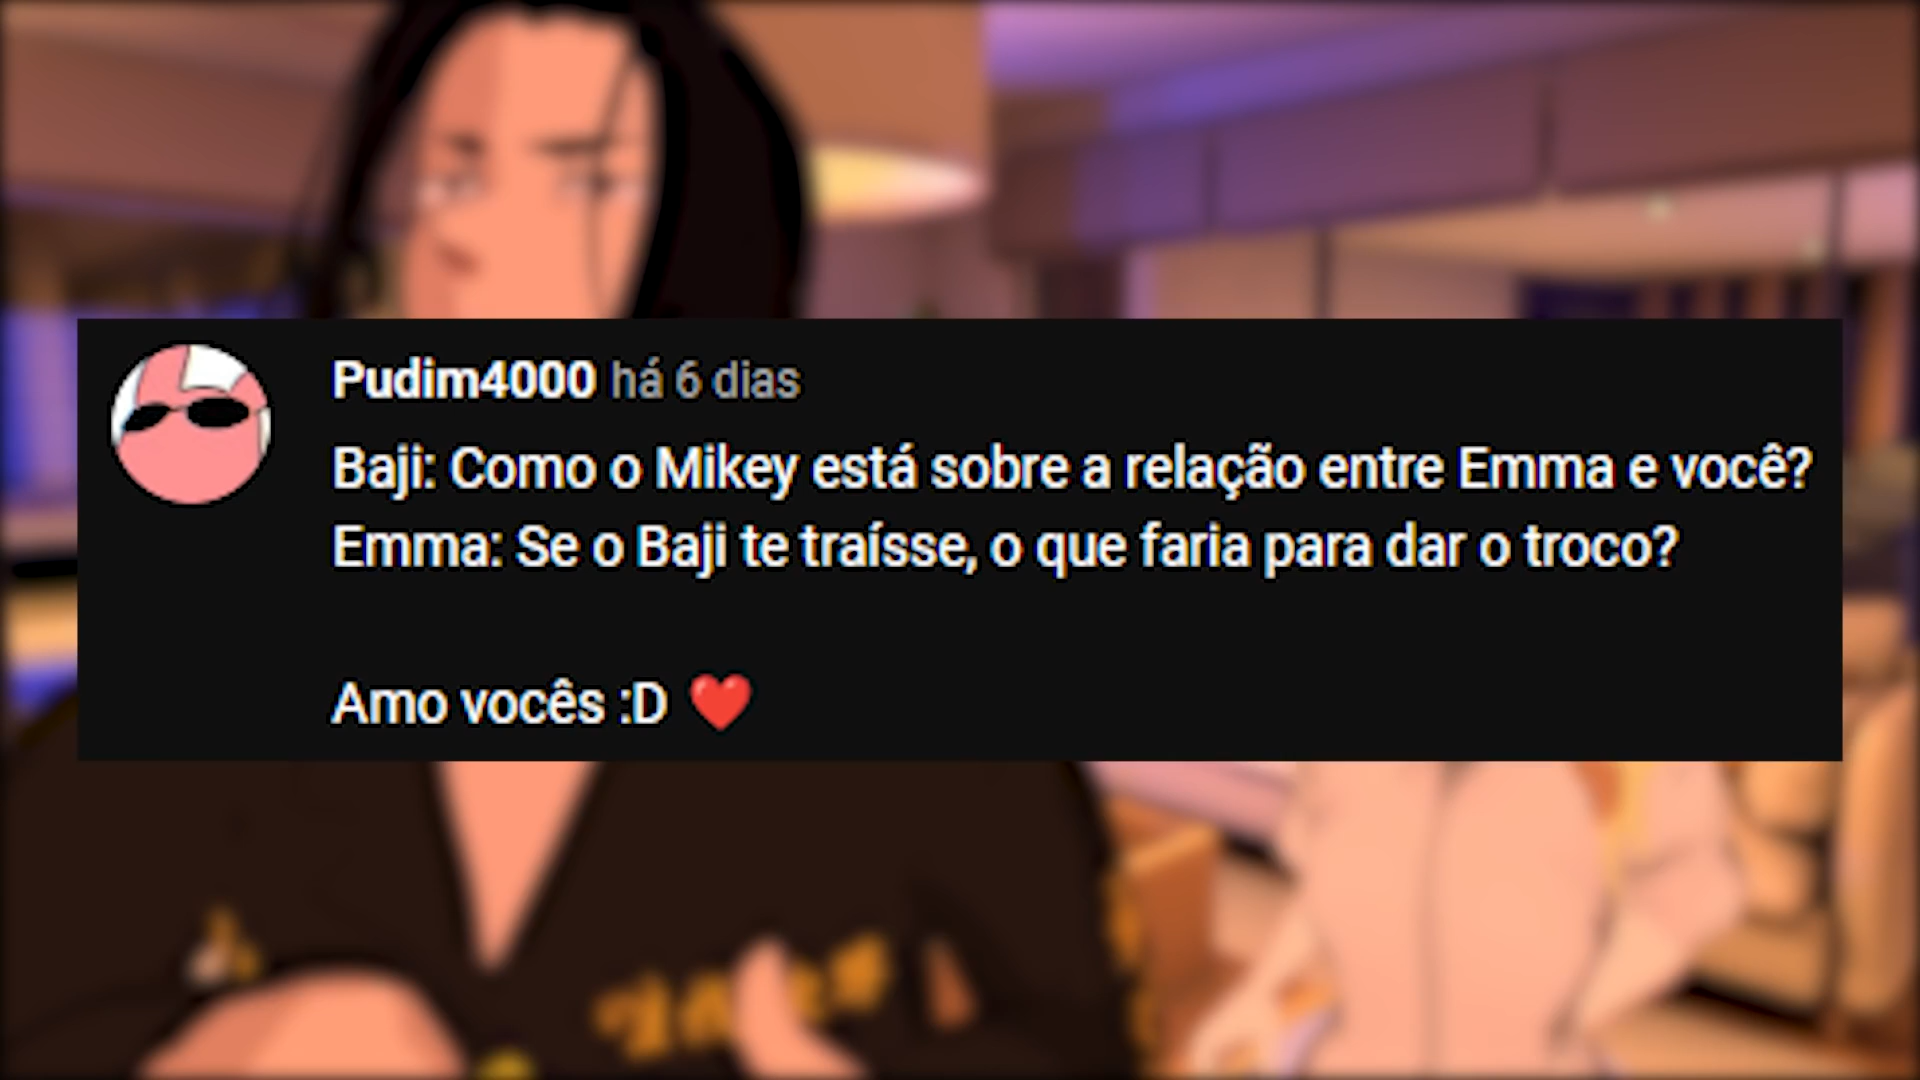 Pudim4000 há 6 dias
Baji: Como o Mikey está sobre a relação entre Emma e você?
Emma: Se o Baji te traísse, o que faria para dar o troco?
Amo vocês :D ❤️